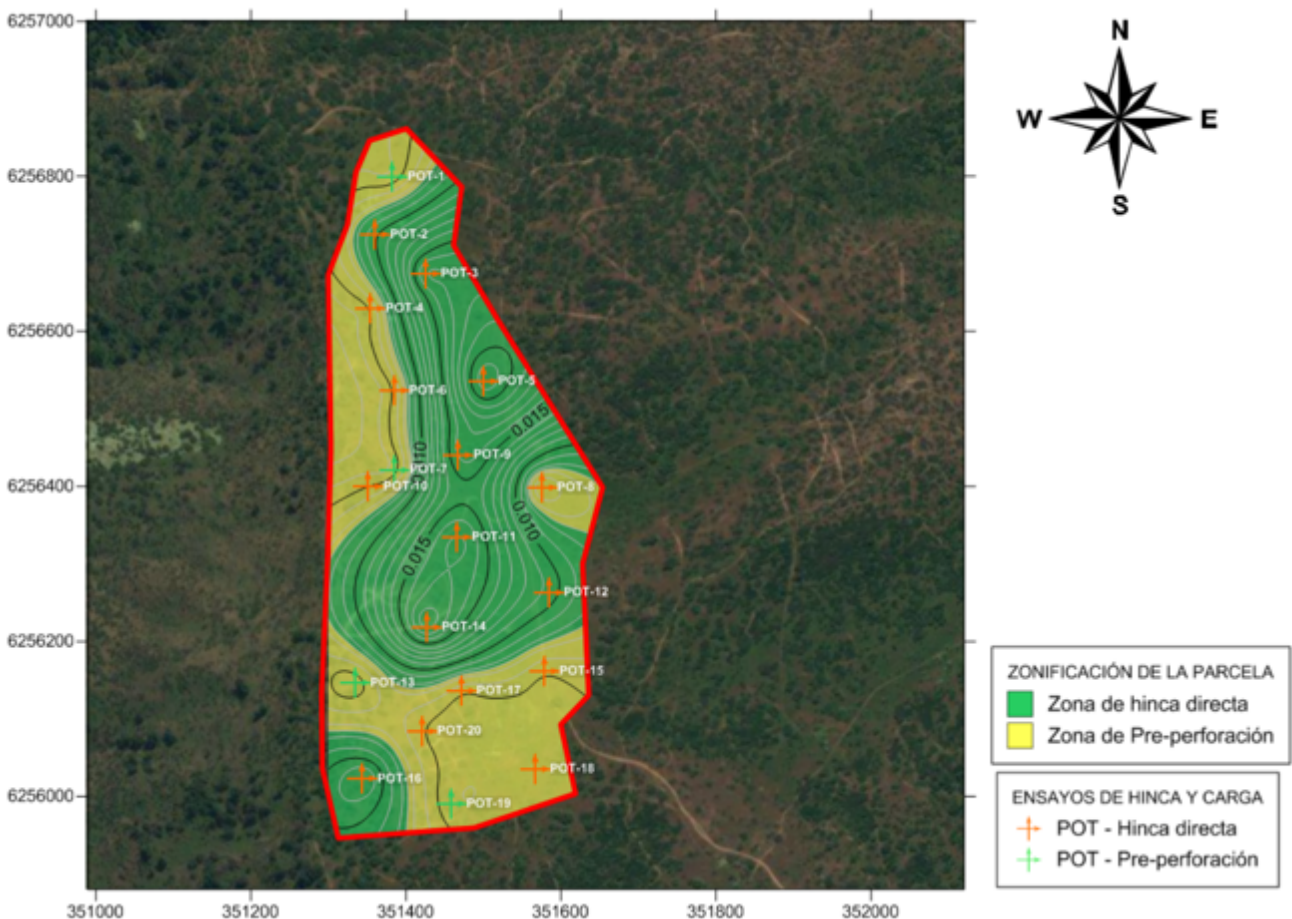 6257000
N
W
E
S
6256800
POT-1
POT-2
POT-3
POT-4
6256600
POT-5
POT-6
0.015
POT-9
0.010
POT-7
POT-10
6256400
POT-8
0.010
POT-11
0.015
POT-12
POT-14
6256200
POT-15
POT-13
POT-17
POT-20
POT-18
POT-16
POT-19
6256000
351000
351200
351400
351600
351800
352000
ZONIFICACIÓN DE LA PARCELA
Zona de hinca directa
Zona de Pre-perforación
ENSAYOS DE HINCA Y CARGA
POT - Hinca directa
POT - Pre-perforación